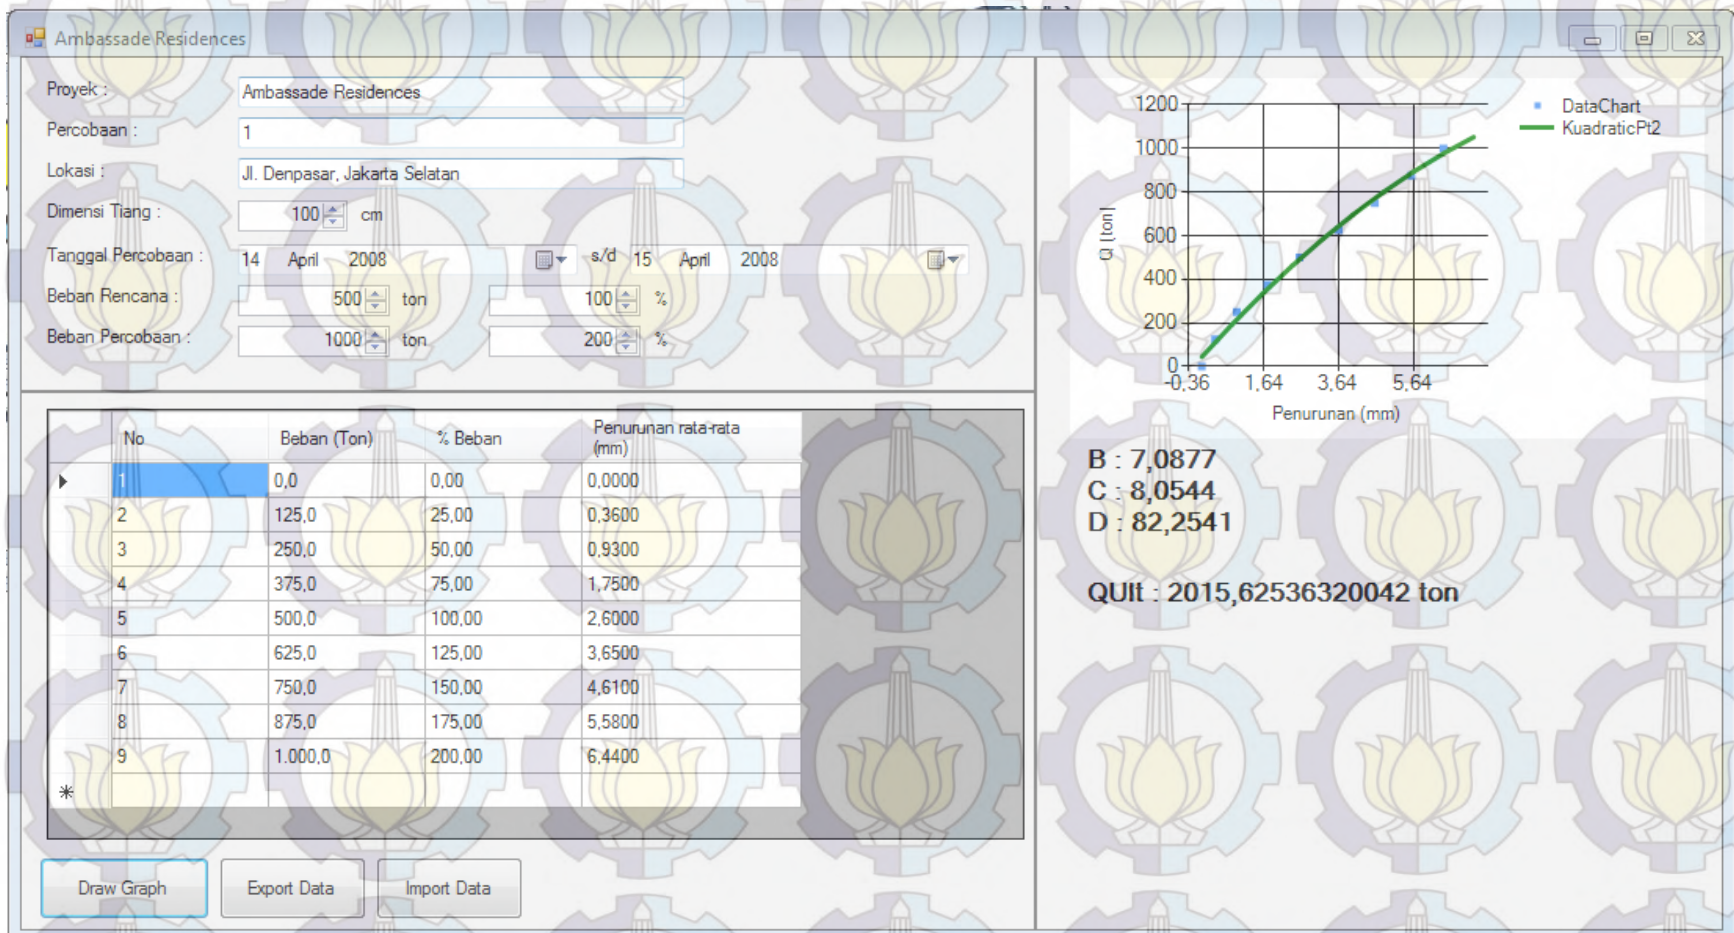 Ambassade Residences
Proyek : Ambassade Residences
Percobaan : 1
Lokasi : Jl. Denpasar, Jakarta Selatan
Dimensi Tiang : 100 cm
Tanggal Percobaan : 14 April 2008 s/d 15 April 2008
Beban Rencana : 500 ton 100 %
Beban Percobaan : 1000 ton 200 %
No Beban (Ton) % Beban Penurunan rata-rata (mm)
1 0,0 0,00 0,0000
2 125,0 25,00 0,3600
3 250,0 50,00 0,9300
4 375,0 75,00 1,7500
5 500,0 100,00 2,6000
6 625,0 125,00 3,6500
7 750,0 150,00 4,6100
8 875,0 175,00 5,5800
9 1.000,0 200,00 6,4400
Draw Graph Export Data Import Data
DataChart
KuadraticPt2
Q (ton)
1200
1000
800
600
400
200
0
-0,36 1,64 3,64 5,64
Penurunan (mm)
B : 7,0877
C : 8,0544
D : 82,2541
QUlt : 2015,62536320042 ton